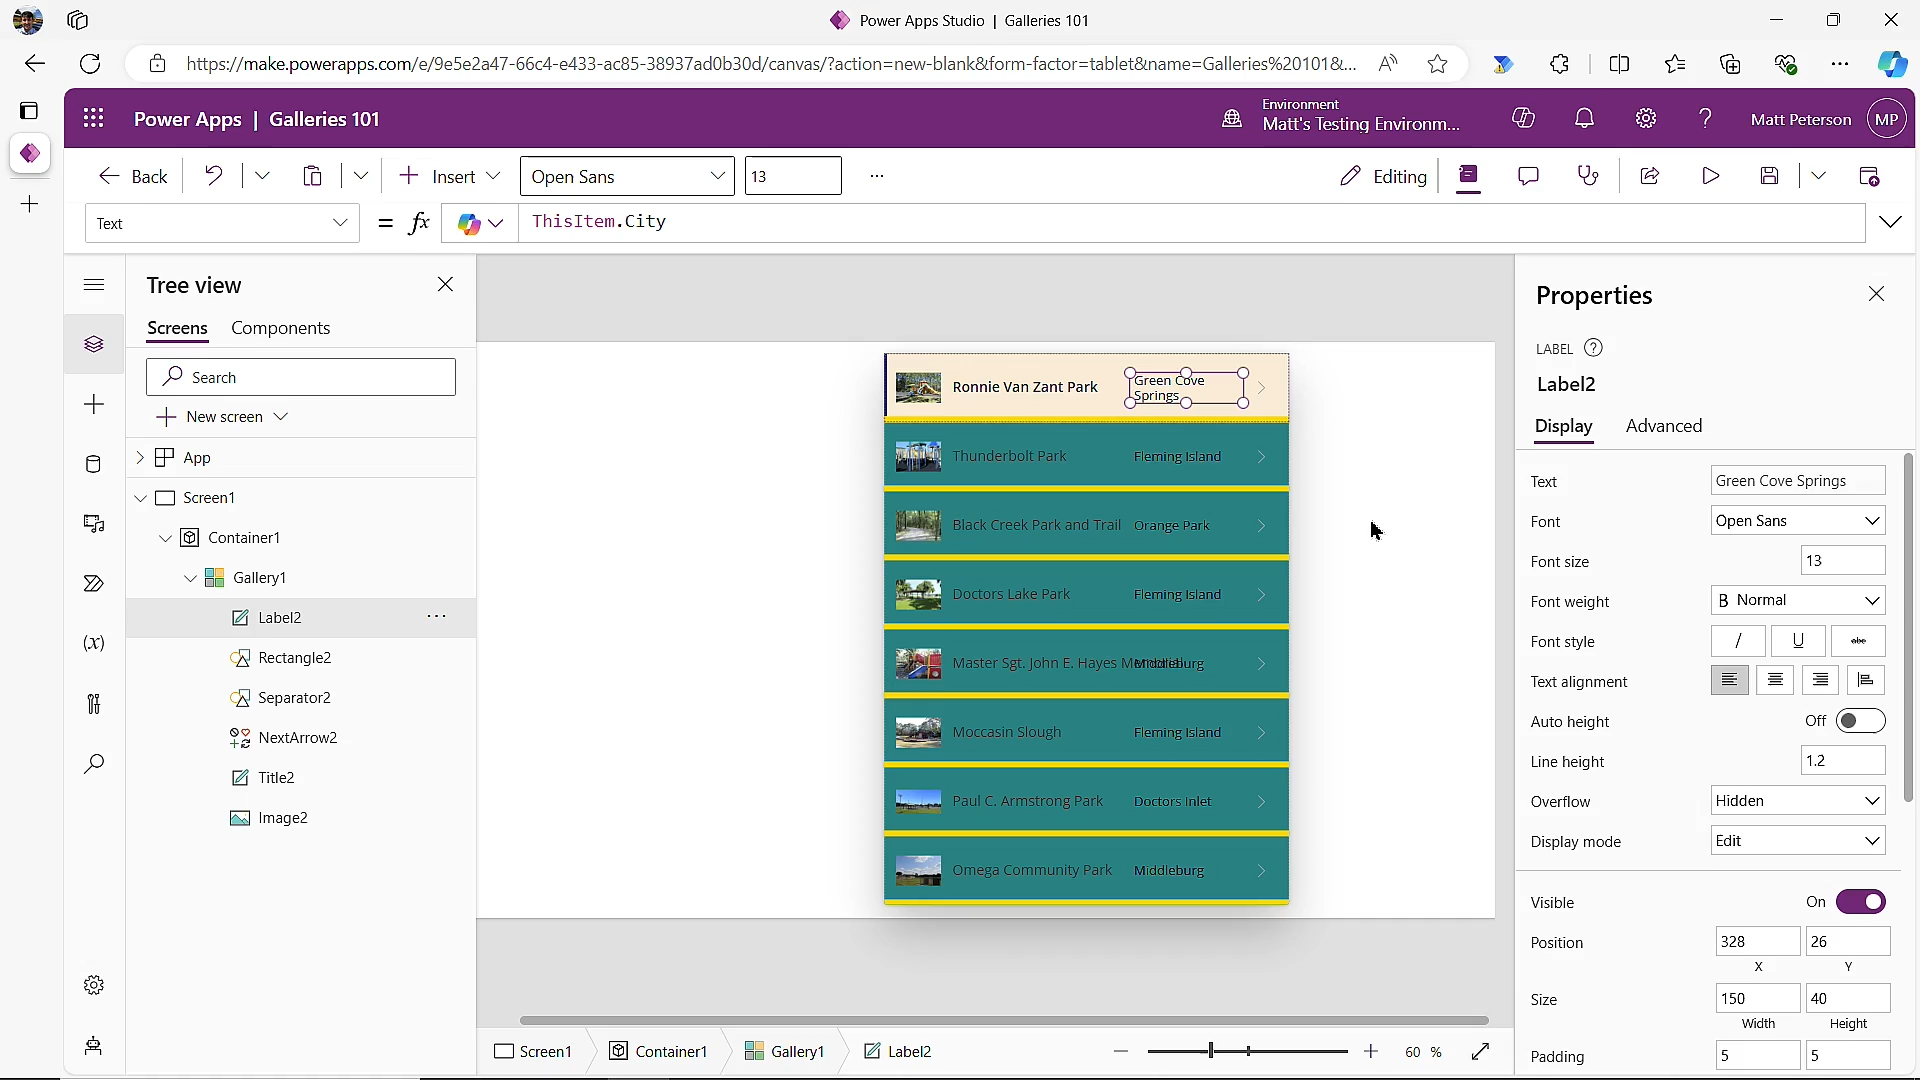 Power Apps Studio | Galleries 101
https://make.powerapps.com/e/9e5e2a47-66c4-e433-ac85-38937ad0b30d/canvas/?action=new-blank&form-factor=tablet&name=Galleries%20101&...
Power Apps | Galleries 101
Environment
Matt's Testing Environm...
Matt Peterson
MP
Back
Insert
Open Sans
13
Editing
Text
= fx
ThisItem.City
Tree view
Screens
Components
Search
New screen
App
Screen1
Container1
Gallery1
Label2
Rectangle2
Separator2
NextArrow2
Title2
Image2
Ronnie Van Zant Park
Green Cove
Springs
Thunderbolt Park
Fleming Island
Black Creek Park and Trail
Orange Park
Doctors Lake Park
Fleming Island
Master Sgt. John E. Hayes Memorial
Middleburg
Moccasin Slough
Fleming Island
Paul C. Armstrong Park
Doctors Inlet
Omega Community Park
Middleburg
Screen1
Container1
Gallery1
Label2
60 %
Properties
LABEL
Label2
Display
Advanced
Text
Green Cove Springs
Font
Open Sans
Font size
13
Font weight
B Normal
Font style
/ U abc
Text alignment
Auto height
Off
Line height
1.2
Overflow
Hidden
Display mode
Edit
Visible
On
Position
328
26
X
Y
Size
150
40
Width
Height
Padding
5
5